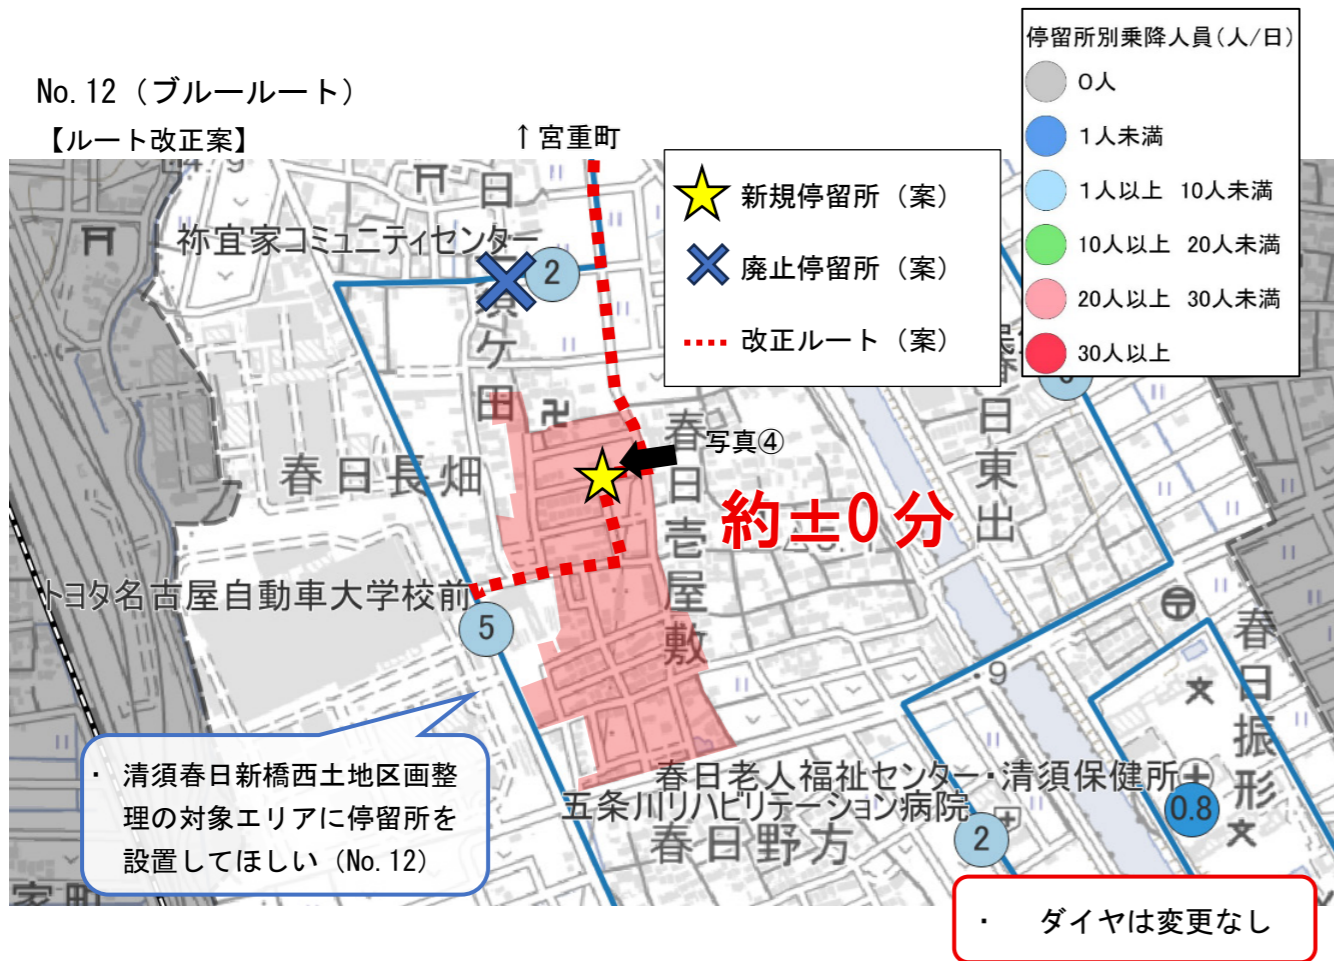 No.12（ブルールート）
【ルート改正案】
↑宮重町
停留所別乗降人員（人/日）
0人
1人未満
1人以上 10人未満
10人以上 20人未満
20人以上 30人未満
30人以上
新規停留所（案）
廃止停留所（案）
改正ルート（案）
祢宜家コミュニティセンター
2
写真④
約±0分
春日長畑
春日壱屋敷
春日東出
トヨタ名古屋自動車大学校前
5
・9
春日振形
春日老人福祉センター・清須保健所
五条川リハビリテーション病院
0.8
2
春日野方
・ 清須春日新橋西土地区画整
理の対象エリアに停留所を
設置してほしい（No.12）
・ ダイヤは変更なし